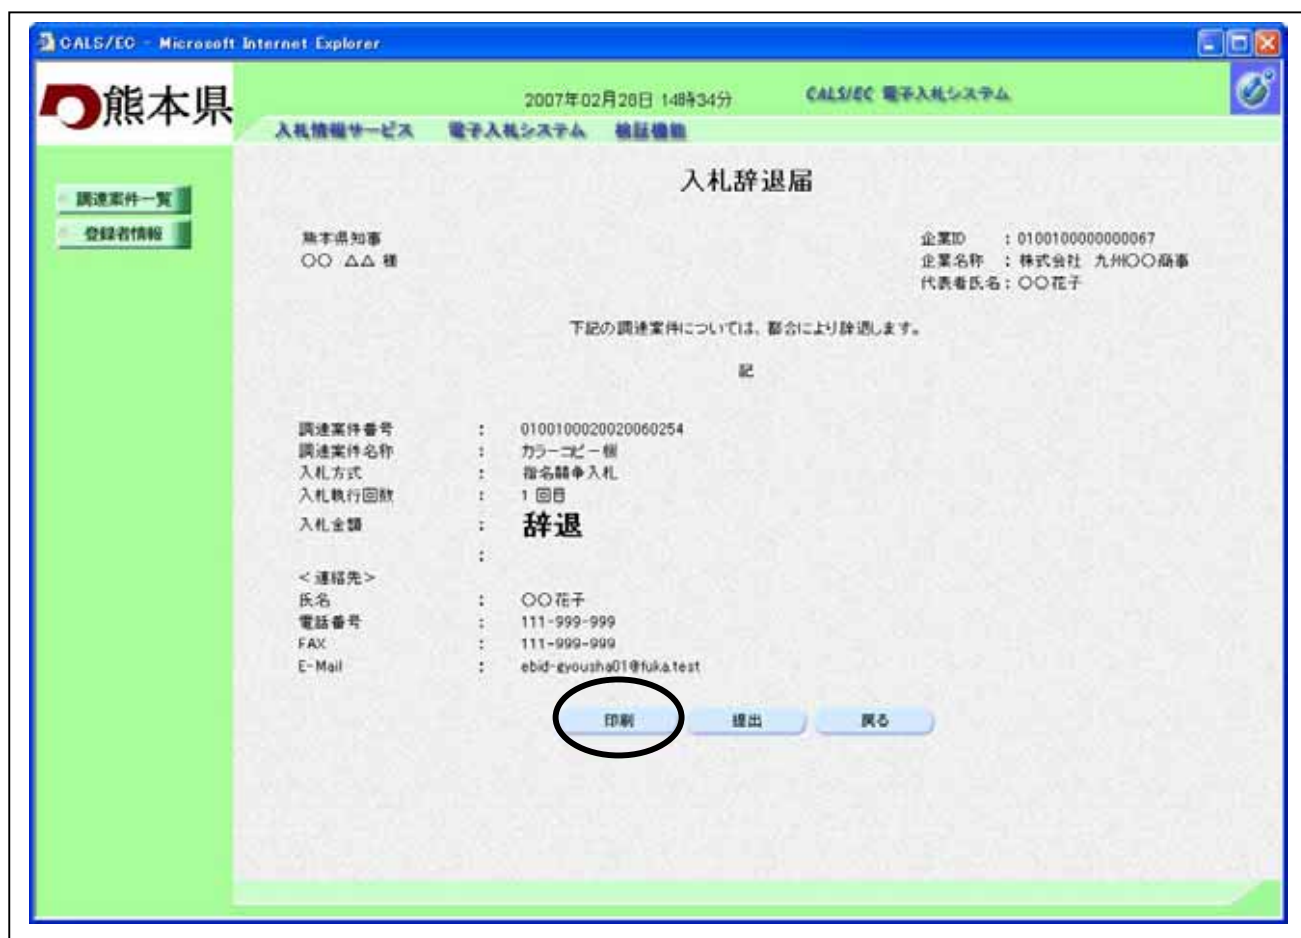 CALS/EC - Microsoft Internet Explorer
熊本県
2007年02月28日 14時34分
CALS/EC 電子入札システム
入札情報サービス 電子入札システム 検証機能
調達案件一覧
登録者情報
入札辞退届
熊本県知事
○○ △△ 様
企業ID : 0100100000000067
企業名称 : 株式会社 九州○○商事
代表者氏名 : ○○花子
下記の調達案件については、都合により辞退します。
記
調達案件番号 : 0100100020020060254
調達案件名称 : カラーコピー機
入札方式 : 指名競争入札
入札執行回数 : 1 回目
入札金額 : 辞退
:
<連絡先>
氏名 : ○○花子
電話番号 : 111-999-999
FAX : 111-999-999
E-Mail : ebid-gyousha01@fuka.test
印刷 提出 戻る